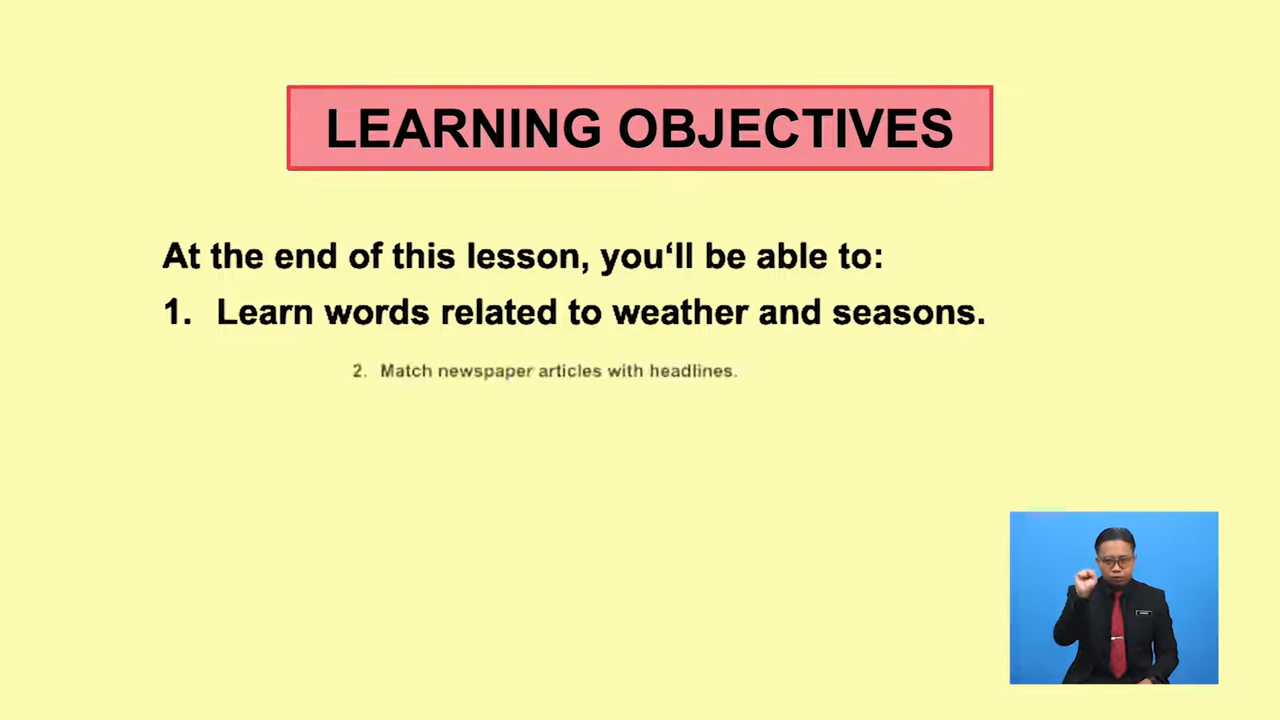 LEARNING OBJECTIVES
At the end of this lesson, you‘ll be able to:
1. Learn words related to weather and seasons.
2. Match newspaper articles with headlines.